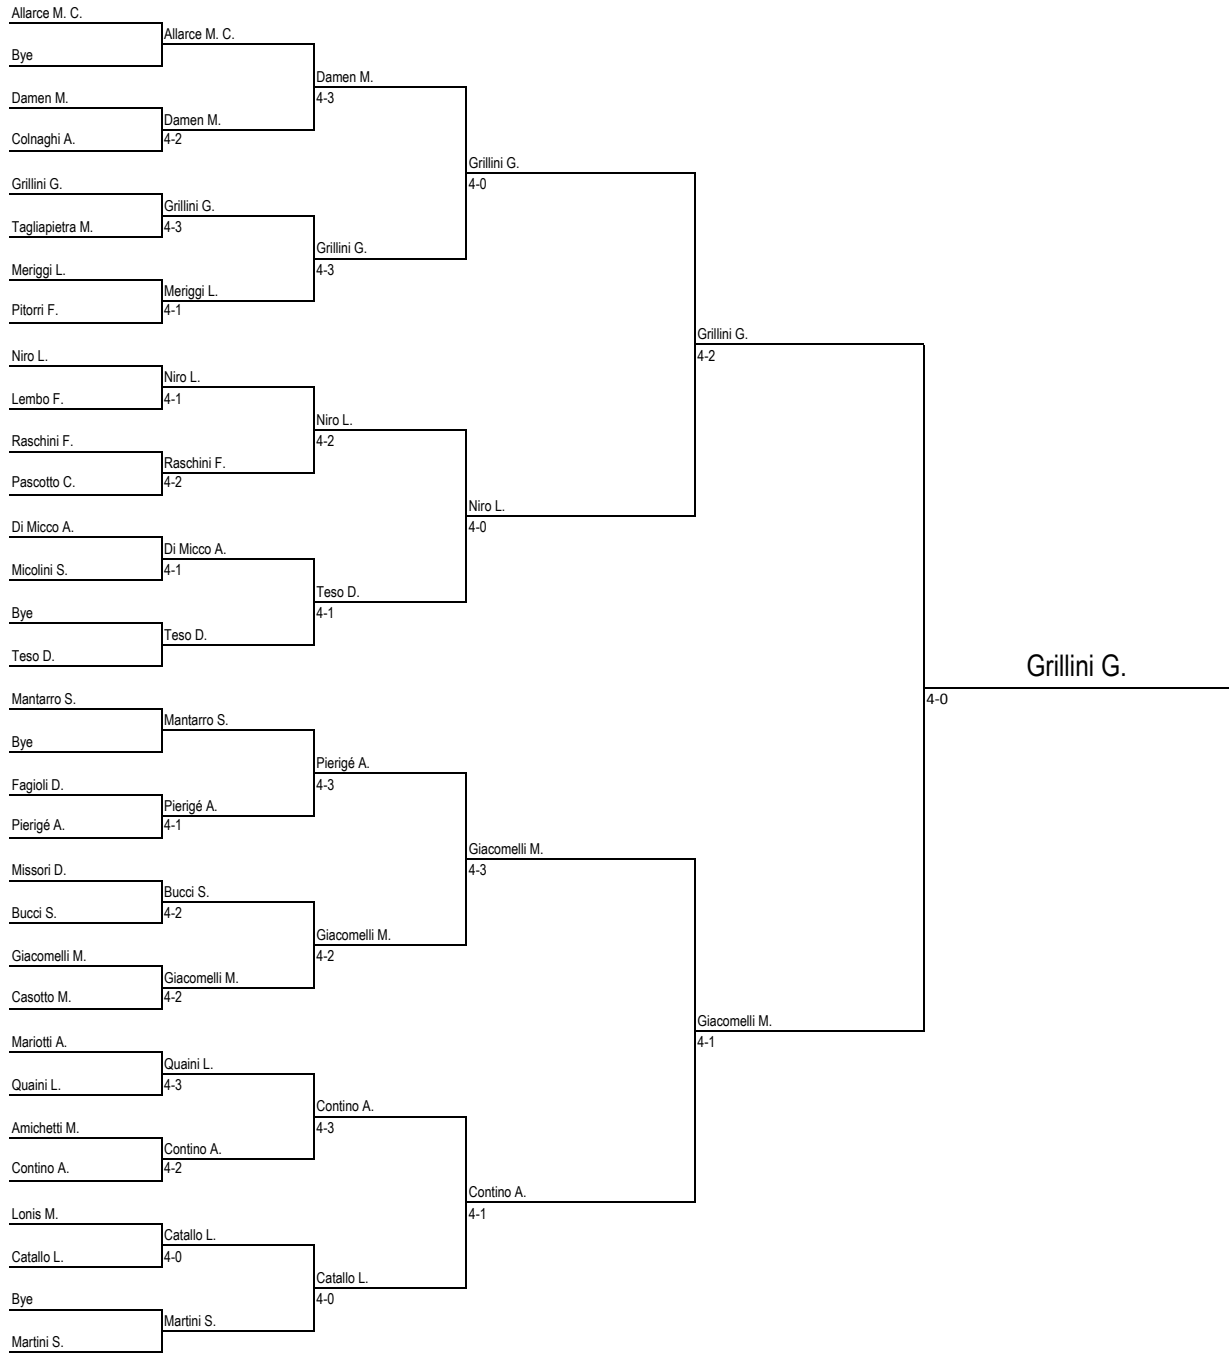 Allarce M. C.
Bye
Damen M.
Colnaghi A.
Grillini G.
Tagliapietra M.
Meriggi L.
Pitorri F.
Niro L.
Lembo F.
Raschini F.
Pascotto C.
Di Micco A.
Micolini S.
Bye
Teso D.
Mantarro S.
Bye
Fagioli D.
Pierigé A.
Missori D.
Bucci S.
Giacomelli M.
Casotto M.
Mariotti A.
Quaini L.
Amichetti M.
Contino A.
Lonis M.
Catallo L.
Bye
Martini S.
Allarce M. C.
Damen M.
4-2
Grillini G.
4-3
Meriggi L.
4-1
Niro L.
4-1
Raschini F.
4-2
Di Micco A.
4-1
Teso D.
Mantarro S.
Pierigé A.
4-1
Bucci S.
4-2
Giacomelli M.
4-2
Quaini L.
4-3
Contino A.
4-2
Catallo L.
4-0
Martini S.
Damen M.
4-3
Grillini G.
4-3
Niro L.
4-2
Teso D.
4-1
Pierigé A.
4-3
Giacomelli M.
4-2
Contino A.
4-3
Catallo L.
4-0
Grillini G.
4-0
Niro L.
4-0
Giacomelli M.
4-3
Contino A.
4-1
Grillini G.
4-2
Giacomelli M.
4-1
Grillini G.
4-0